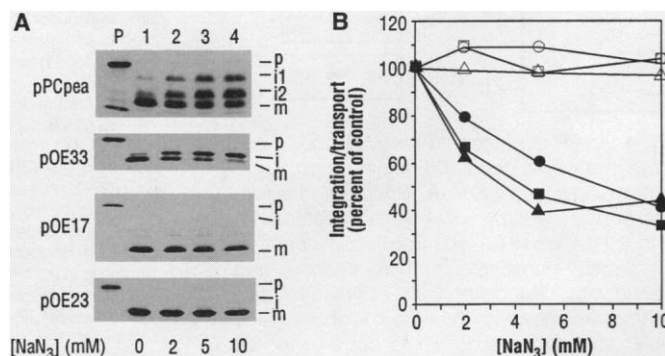 A
P 1 2 3 4
pPCpea
p
i1
i2
m
pOE33
p
i
m
pOE17
p
i
m
pOE23
p
i
m
[NaN₃] (mM) 0 2 5 10
B
Integration/transport
(percent of control)
120
100
80
60
40
20
0
0 2 4 6 8 10
[NaN₃] (mM)